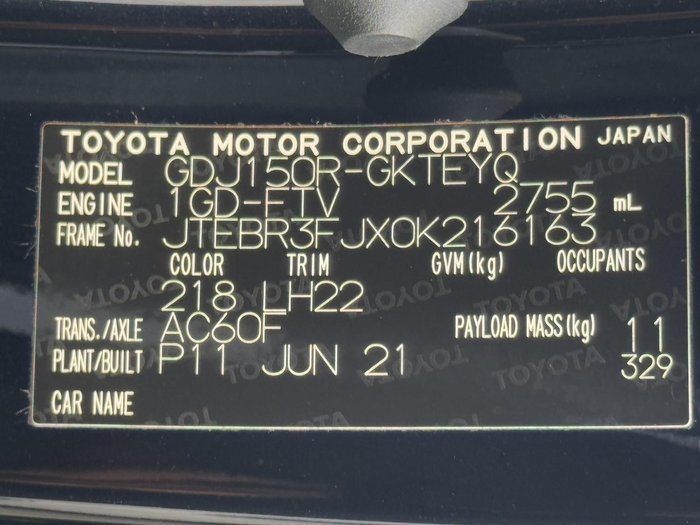 TOYOTA MOTOR CORPORATION JAPAN
MODEL GDJ150R-GKTEYQ
ENGINE 1GD-FTV 2755 mL
FRAME No. JTEBR3FJX0K216163
COLOR TRIM GVM(kg) OCCUPANTS
218 LH22
TRANS./AXLE AC60F PAYLOAD MASS(kg) 11
PLANT/BUILT P11 JUN 21 329
CAR NAME